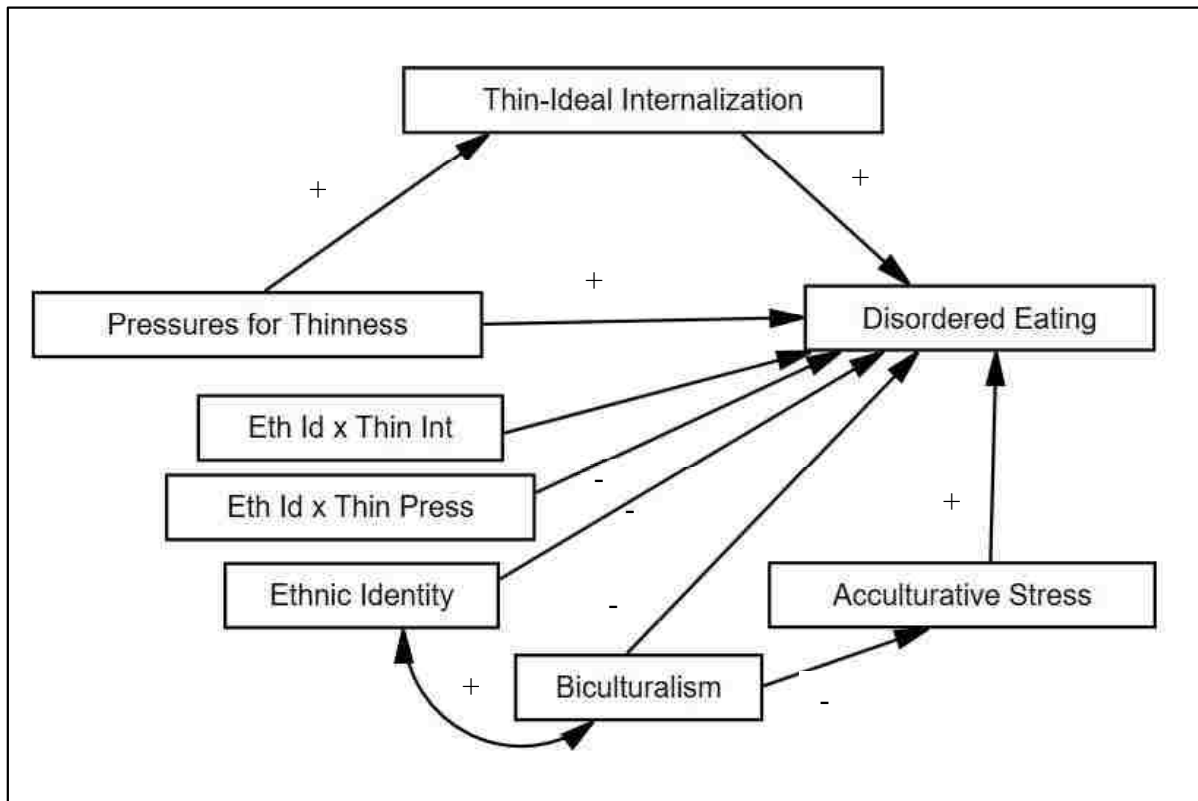 Thin-Ideal Internalization
+
+
+
Pressures for Thinness
Disordered Eating
Eth Id x Thin Int
-
Eth Id x Thin Press
-
+
Ethnic Identity
-
Acculturative Stress
+
Biculturalism
-